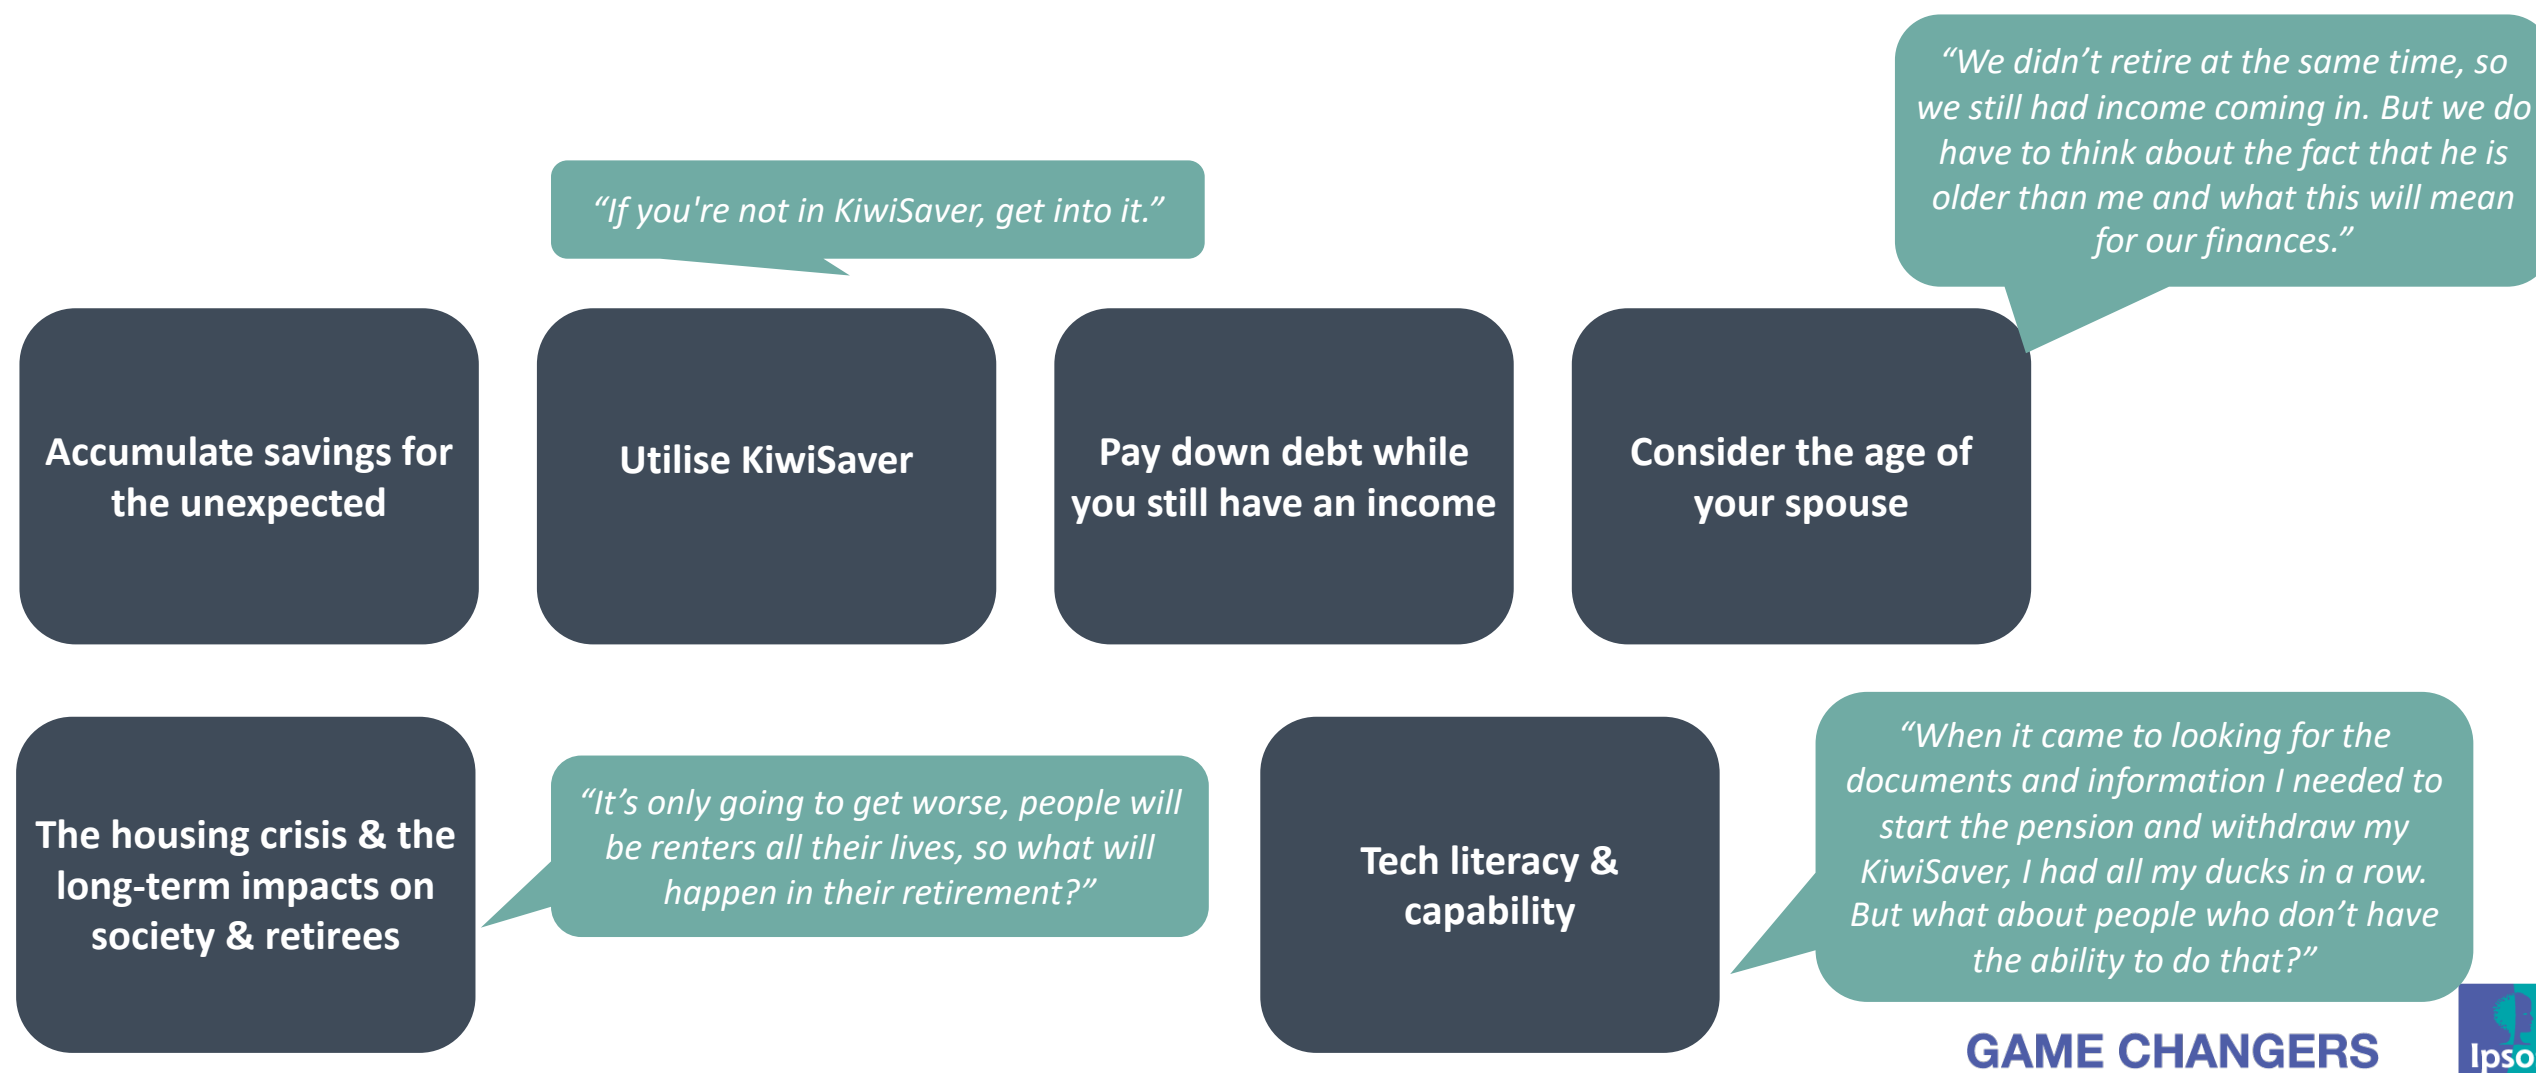 “We didn’t retire at the same time, so
we still had income coming in. But we do
have to think about the fact that he is
older than me and what this will mean
for our finances.”
“If you're not in KiwiSaver, get into it.”
Accumulate savings for
the unexpected
Utilise KiwiSaver
Pay down debt while
you still have an income
Consider the age of
your spouse
The housing crisis & the
long-term impacts on
society & retirees
“It’s only going to get worse, people will
be renters all their lives, so what will
happen in their retirement?”
Tech literacy &
capability
“When it came to looking for the
documents and information I needed to
start the pension and withdraw my
KiwiSaver, I had all my ducks in a row.
But what about people who don’t have
the ability to do that?”
GAME CHANGERS
Ipso